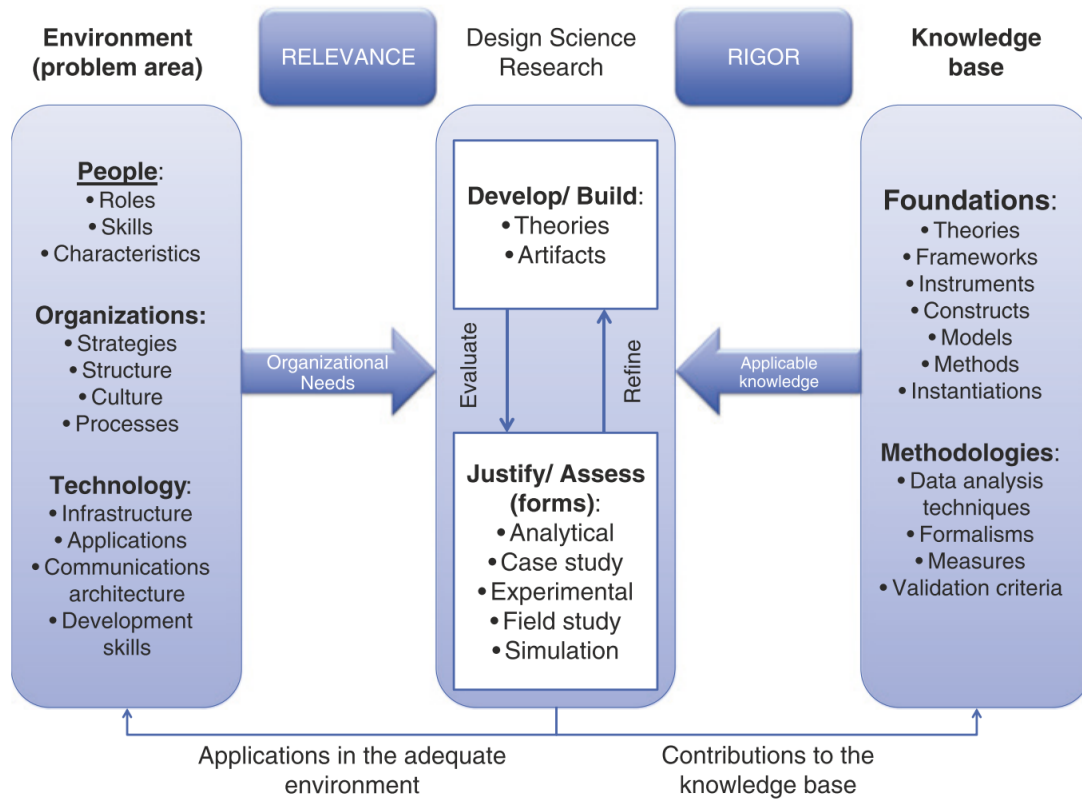 Environment
(problem area)
RELEVANCE
Design Science
Research
RIGOR
Knowledge
base
People:
• Roles
• Skills
• Characteristics
Organizations:
• Strategies
• Structure
• Culture
• Processes
Technology:
• Infrastructure
• Applications
• Communications
architecture
• Development
skills
Organizational
Needs
Develop/ Build:
• Theories
• Artifacts
Evaluate
Refine
Justify/ Assess
(forms):
• Analytical
• Case study
• Experimental
• Field study
• Simulation
Applicable
knowledge
Foundations:
• Theories
• Frameworks
• Instruments
• Constructs
• Models
• Methods
• Instantiations
Methodologies:
• Data analysis
techniques
• Formalisms
• Measures
• Validation criteria
Applications in the adequate
environment
Contributions to the
knowledge base